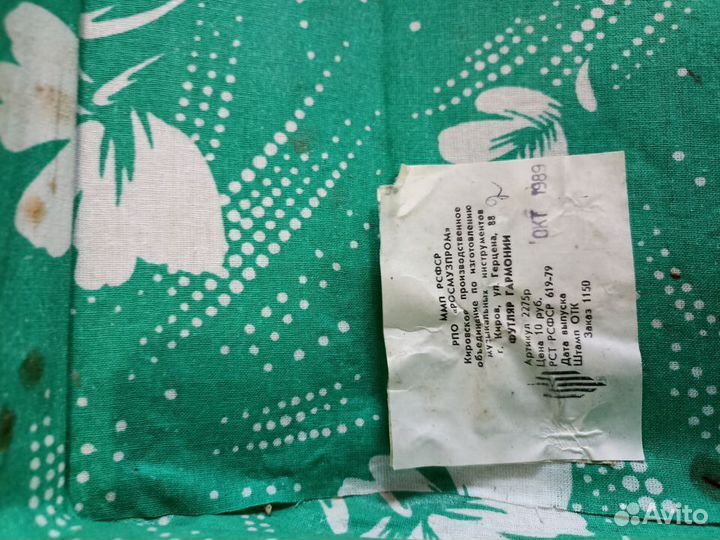 ММП РСФСР
РПО «РОСМУЗПРОМ»
Кировское производственное
объединение по изготовлению
музыкальных инструментов
г. Киров, ул. Герцена, 88
ФУТЛЯР ГАРМОНИИ
Артикул 2275р
Цена 10 руб.
РСТ РСФСР 619-79
Дата выпуска
Штамп ОТК
Заказ 1150
ОКТ 1989
Avito